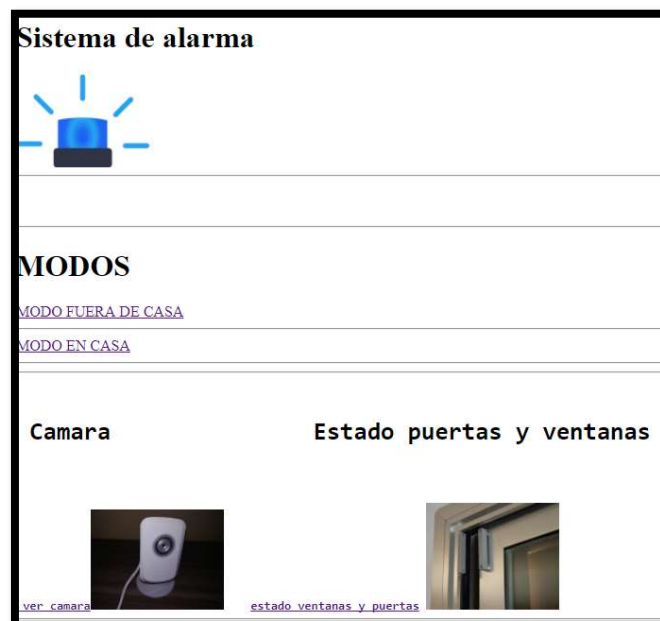 Sistema de alarma
MODOS
MODO FUERA DE CASA
MODO EN CASA
Camara Estado puertas y ventanas
ver camara estado ventanas y puertas